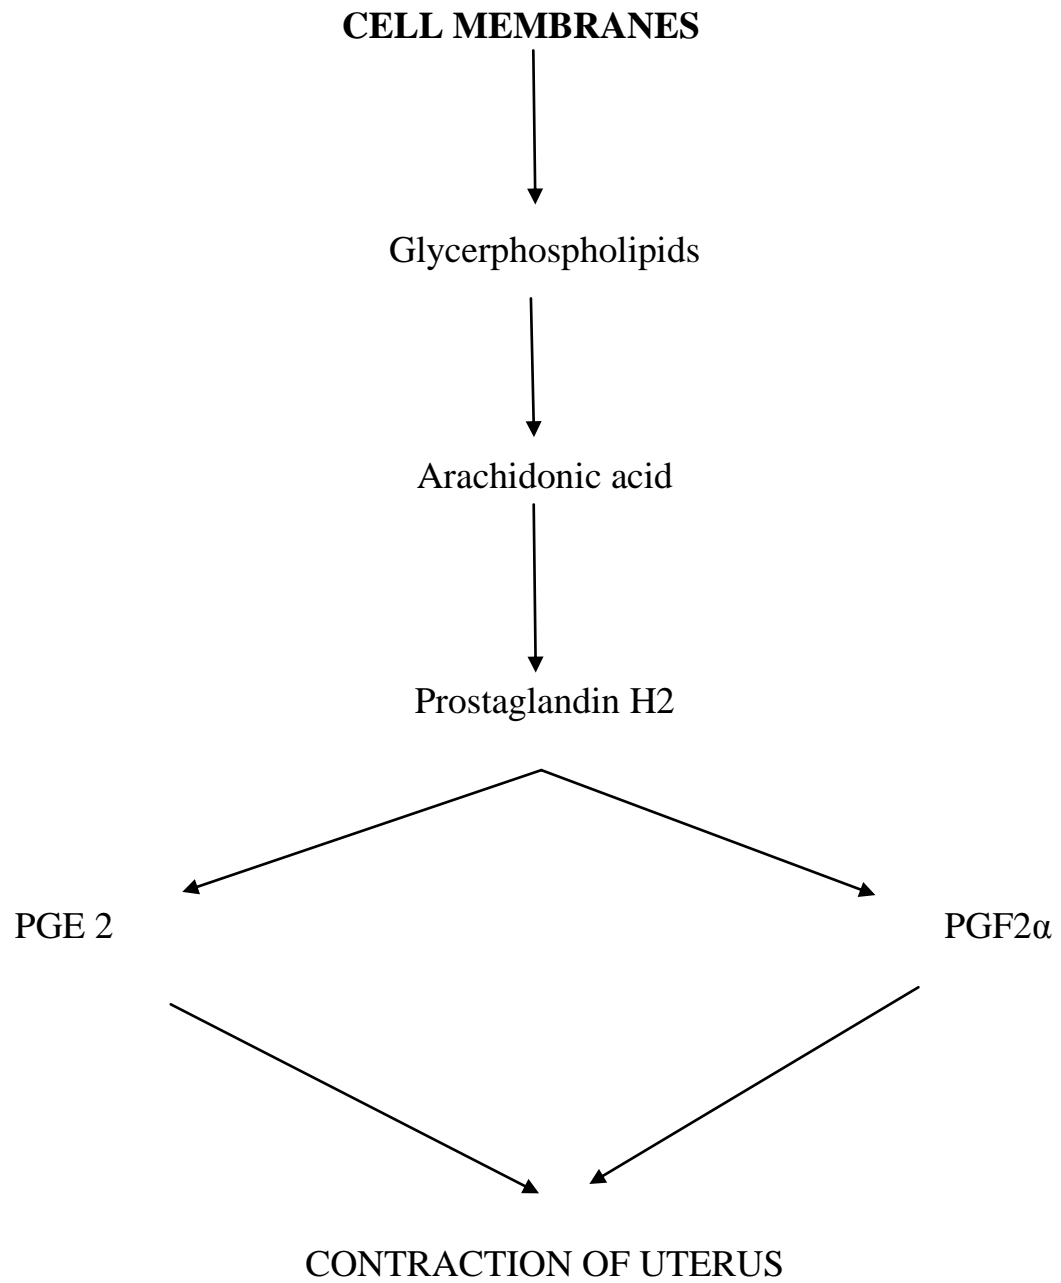 CELL MEMBRANES
Glycerphospholipids
Arachidonic acid
Prostaglandin H2
PGE 2
PGF2α
CONTRACTION OF UTERUS